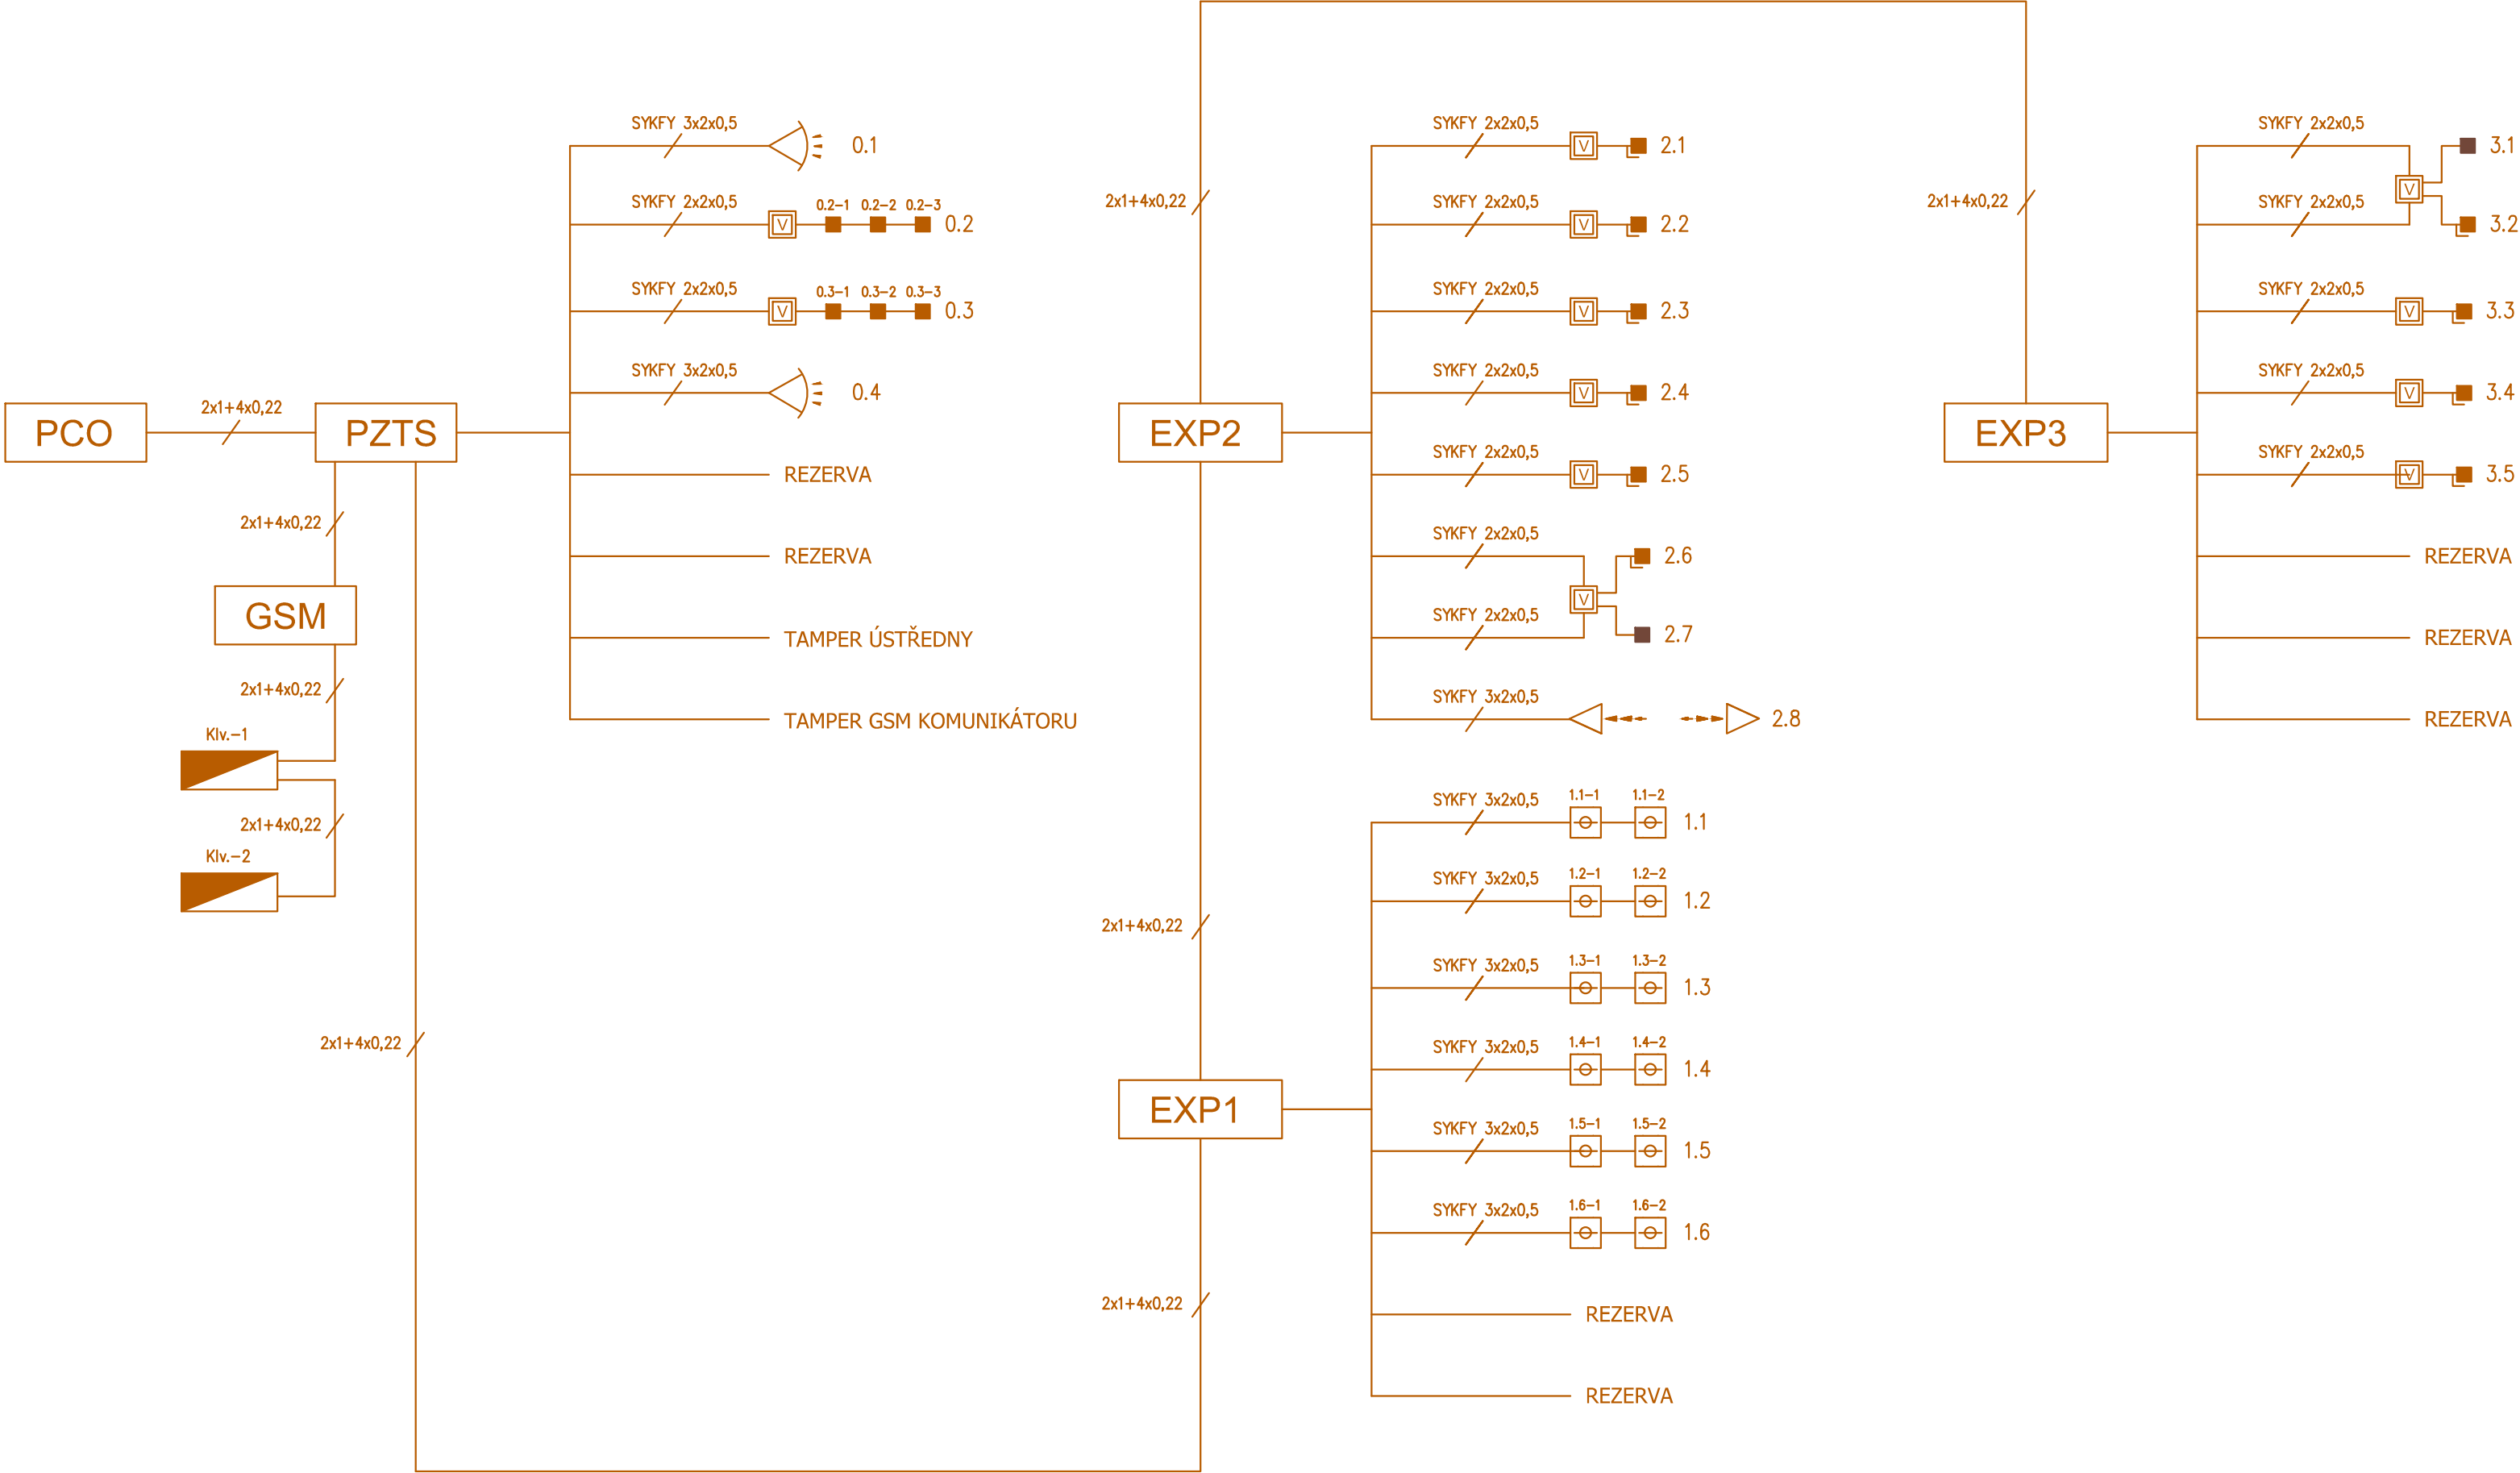 PCO
2x1+4x0,22
PZTS
2x1+4x0,22
GSM
2x1+4x0,22
Klv.-1
2x1+4x0,22
Klv.-2
2x1+4x0,22
SYKFY 3x2x0,5
0.1
SYKFY 2x2x0,5
V
0.2-1 0.2-2 0.2-3
0.2
SYKFY 2x2x0,5
V
0.3-1 0.3-2 0.3-3
0.3
SYKFY 3x2x0,5
0.4
REZERVA
REZERVA
TAMPER ÚSTŘEDNY
TAMPER GSM KOMUNIKÁTORU
2x1+4x0,22
EXP2
SYKFY 2x2x0,5
V
2.1
SYKFY 2x2x0,5
V
2.2
SYKFY 2x2x0,5
V
2.3
SYKFY 2x2x0,5
V
2.4
SYKFY 2x2x0,5
V
2.5
SYKFY 2x2x0,5
2.6
V
SYKFY 2x2x0,5
2.7
SYKFY 3x2x0,5
2.8
2x1+4x0,22
EXP1
2x1+4x0,22
SYKFY 3x2x0,5
1.1-1 1.1-2
1.1
SYKFY 3x2x0,5
1.2-1 1.2-2
1.2
SYKFY 3x2x0,5
1.3-1 1.3-2
1.3
SYKFY 3x2x0,5
1.4-1 1.4-2
1.4
SYKFY 3x2x0,5
1.5-1 1.5-2
1.5
SYKFY 3x2x0,5
1.6-1 1.6-2
1.6
REZERVA
REZERVA
2x1+4x0,22
EXP3
SYKFY 2x2x0,5
3.1
V
SYKFY 2x2x0,5
3.2
SYKFY 2x2x0,5
V
3.3
SYKFY 2x2x0,5
V
3.4
SYKFY 2x2x0,5
V
3.5
REZERVA
REZERVA
REZERVA